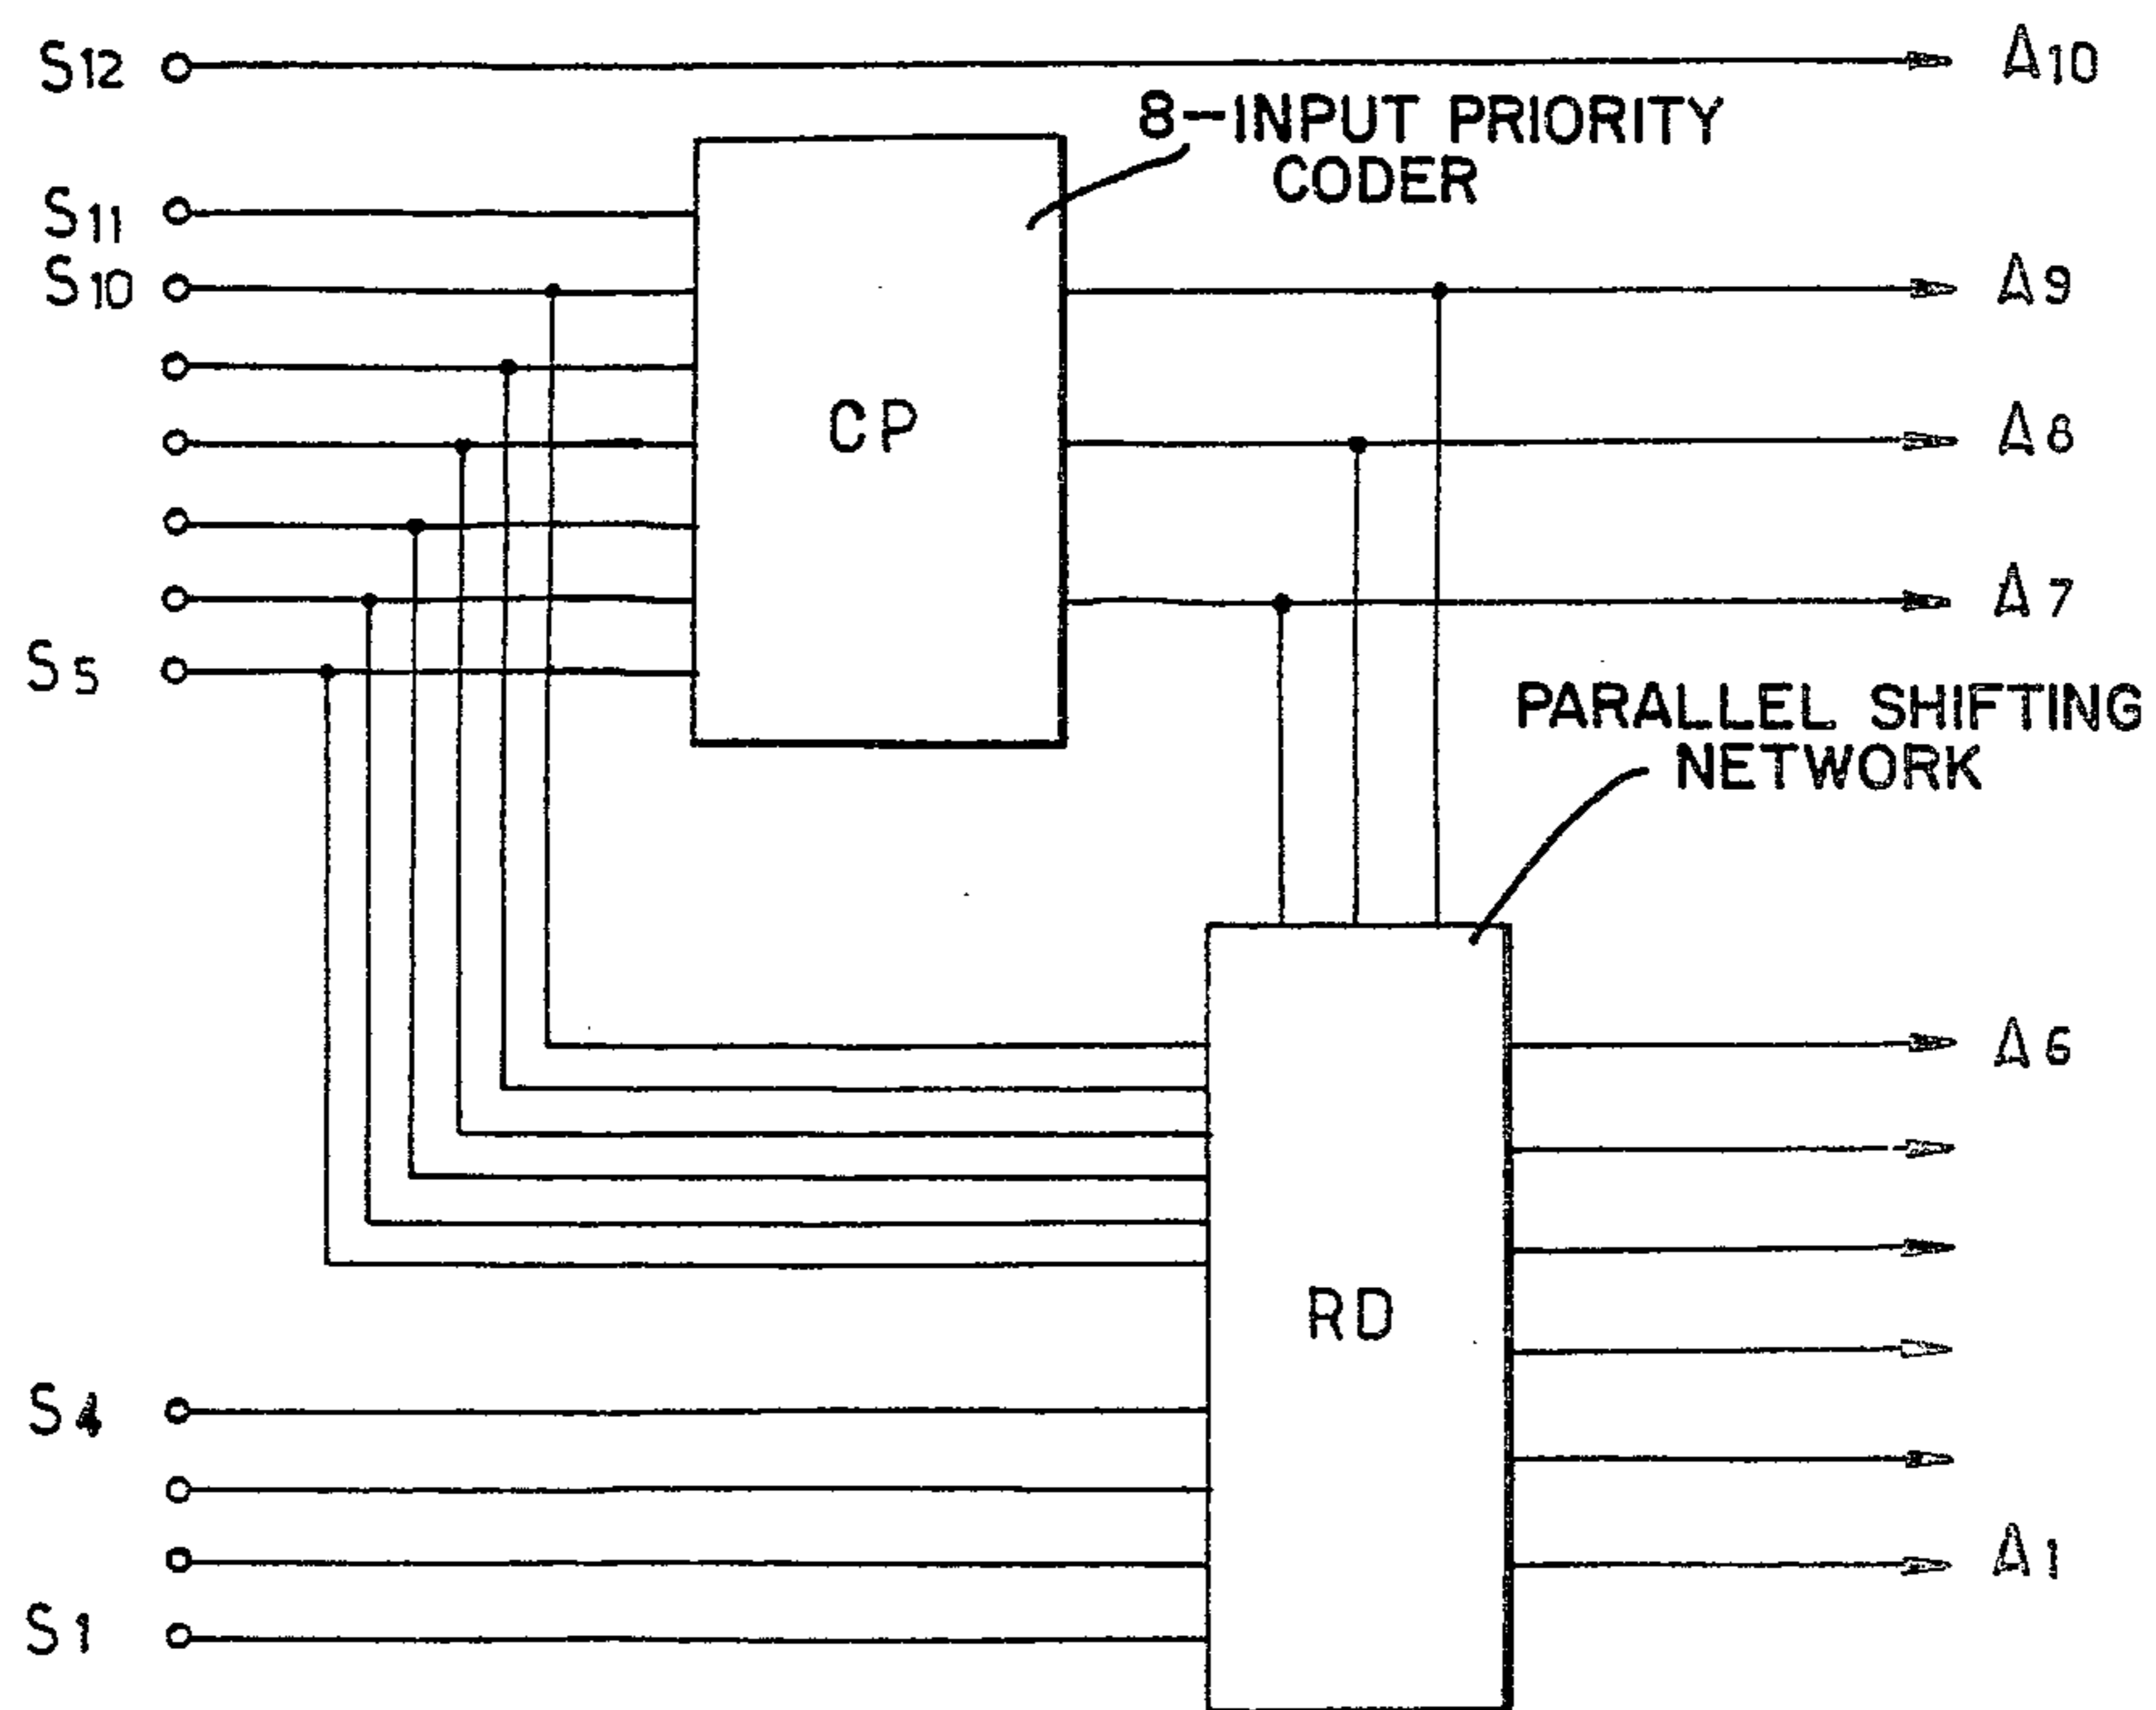 S12
A10
8-INPUT PRIORITY
CODER
S11
S10
A9
CP
A8
A7
S5
PARALLEL SHIFTING
NETWORK
A6
RD
S4
A1
S1